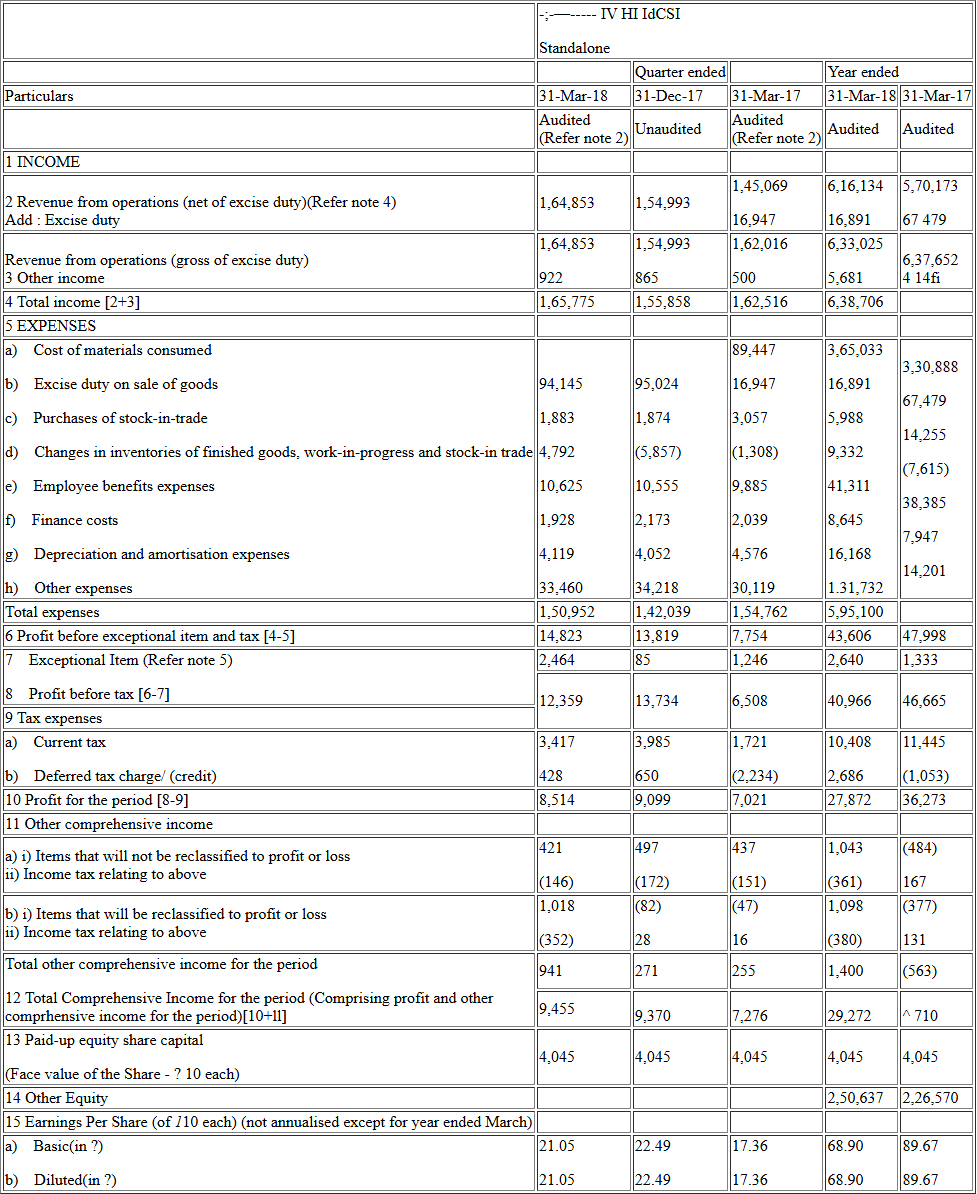 -;-—----- IV HI IdCSI
Standalone
Quarter ended Year ended
Particulars 31-Mar-18 31-Dec-17 31-Mar-17 31-Mar-18 31-Mar-17
Audited (Refer note 2) Unaudited Audited (Refer note 2) Audited Audited
1 INCOME
2 Revenue from operations (net of excise duty)(Refer note 4) 1,64,853 1,54,993 1,45,069 6,16,134 5,70,173
Add : Excise duty 16,947 16,891 67 479
Revenue from operations (gross of excise duty) 1,64,853 1,54,993 1,62,016 6,33,025 6,37,652
3 Other income 922 865 500 5,681 4 14fi
4 Total income [2+3] 1,65,775 1,55,858 1,62,516 6,38,706
5 EXPENSES
a) Cost of materials consumed 89,447 3,65,033 3,30,888
b) Excise duty on sale of goods 94,145 95,024 16,947 16,891 67,479
c) Purchases of stock-in-trade 1,883 1,874 3,057 5,988 14,255
d) Changes in inventories of finished goods, work-in-progress and stock-in trade 4,792 (5,857) (1,308) 9,332 (7,615)
e) Employee benefits expenses 10,625 10,555 9,885 41,311 38,385
f) Finance costs 1,928 2,173 2,039 8,645 7,947
g) Depreciation and amortisation expenses 4,119 4,052 4,576 16,168 14,201
h) Other expenses 33,460 34,218 30,119 1.31,732
Total expenses 1,50,952 1,42,039 1,54,762 5,95,100
6 Profit before exceptional item and tax [4-5] 14,823 13,819 7,754 43,606 47,998
7 Exceptional Item (Refer note 5) 2,464 85 1,246 2,640 1,333
8 Profit before tax [6-7] 12,359 13,734 6,508 40,966 46,665
9 Tax expenses
a) Current tax 3,417 3,985 1,721 10,408 11,445
b) Deferred tax charge/ (credit) 428 650 (2,234) 2,686 (1,053)
10 Profit for the period [8-9] 8,514 9,099 7,021 27,872 36,273
11 Other comprehensive income
a) i) Items that will not be reclassified to profit or loss 421 497 437 1,043 (484)
ii) Income tax relating to above (146) (172) (151) (361) 167
b) i) Items that will be reclassified to profit or loss 1,018 (82) (47) 1,098 (377)
ii) Income tax relating to above (352) 28 16 (380) 131
Total other comprehensive income for the period 941 271 255 1,400 (563)
12 Total Comprehensive Income for the period (Comprising profit and other
comprhensive income for the period)[10+ll] 9,455 9,370 7,276 29,272 ^ 710
13 Paid-up equity share capital 4,045 4,045 4,045 4,045 4,045
(Face value of the Share - ? 10 each)
14 Other Equity 2,50,637 2,26,570
15 Earnings Per Share (of 110 each) (not annualised except for year ended March)
a) Basic(in ?) 21.05 22.49 17.36 68.90 89.67
b) Diluted(in ?) 21.05 22.49 17.36 68.90 89.67